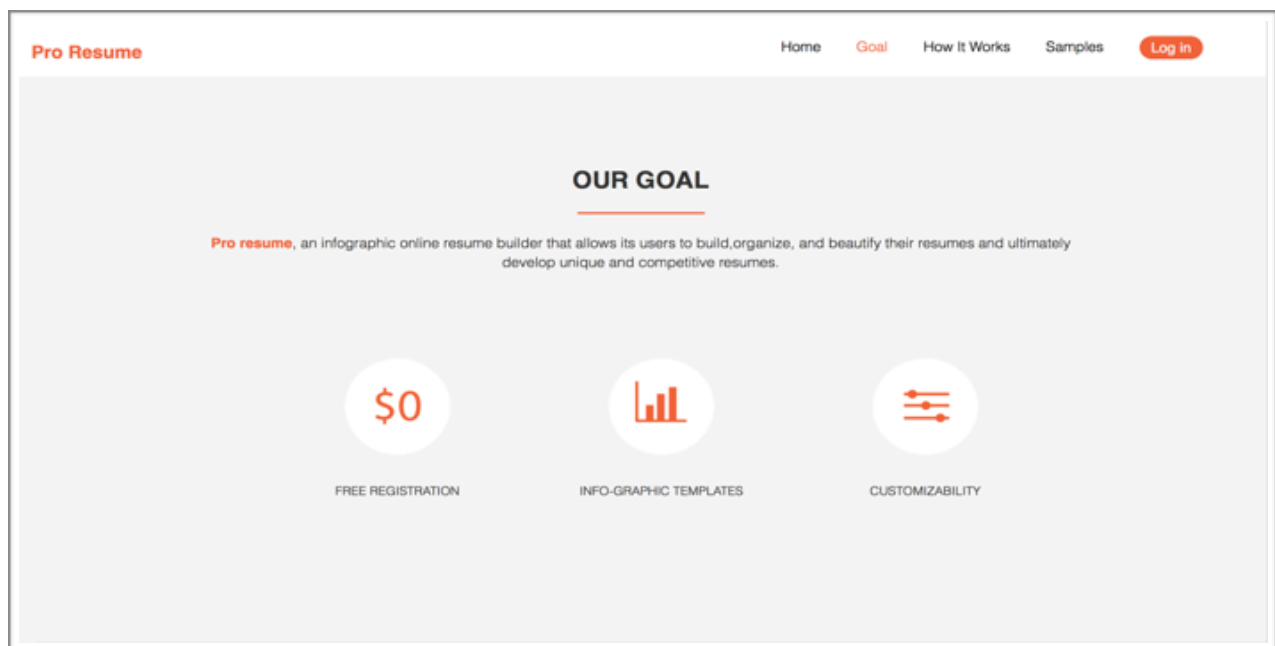 Pro Resume
Home Goal How It Works Samples Log in
OUR GOAL
Pro resume, an infographic online resume builder that allows its users to build,organize, and beautify their resumes and ultimately
develop unique and competitive resumes.
$0
FREE REGISTRATION INFO-GRAPHIC TEMPLATES CUSTOMIZABILITY